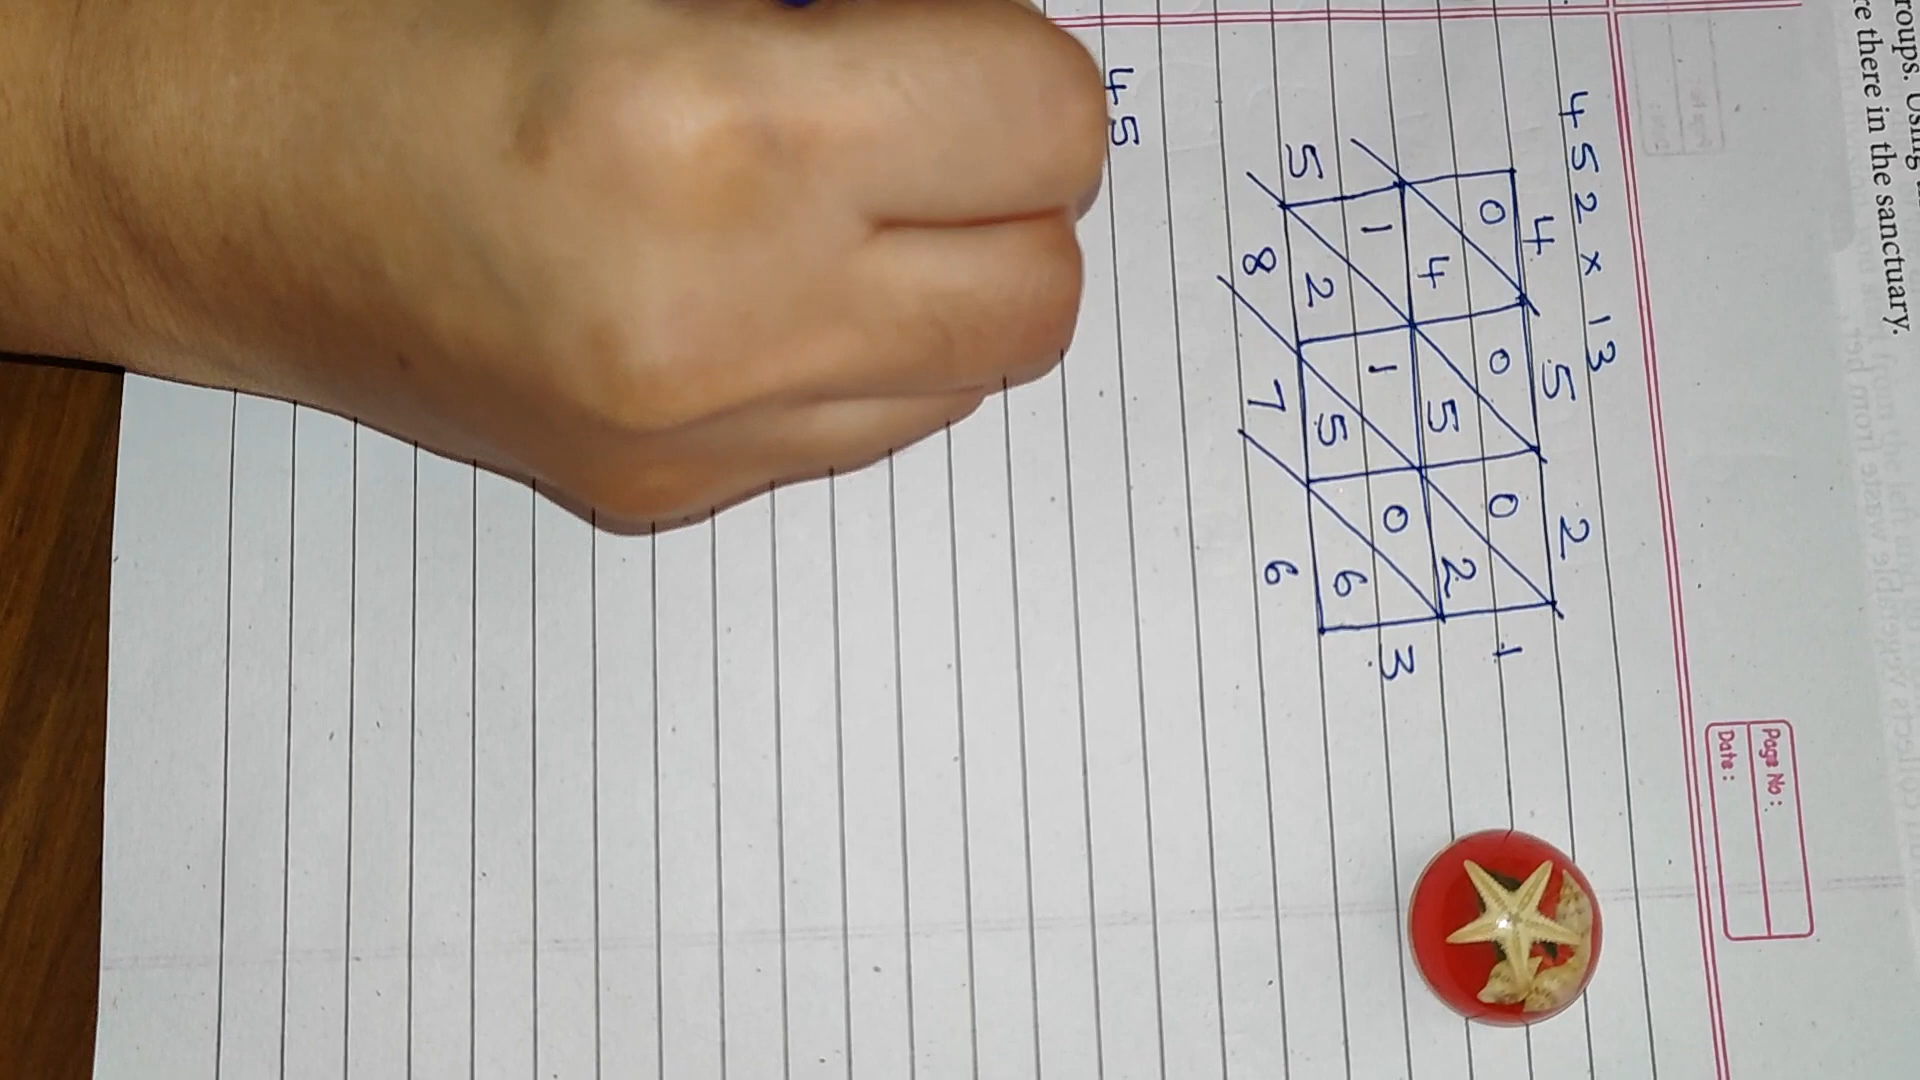 roups. Using
re there in the sanctuary.
Page No:
Date:
452 × 13
4 5 2
0 0 0 1
4 5 2
1 1 0 3
5 2 5 6
8 7 6
45